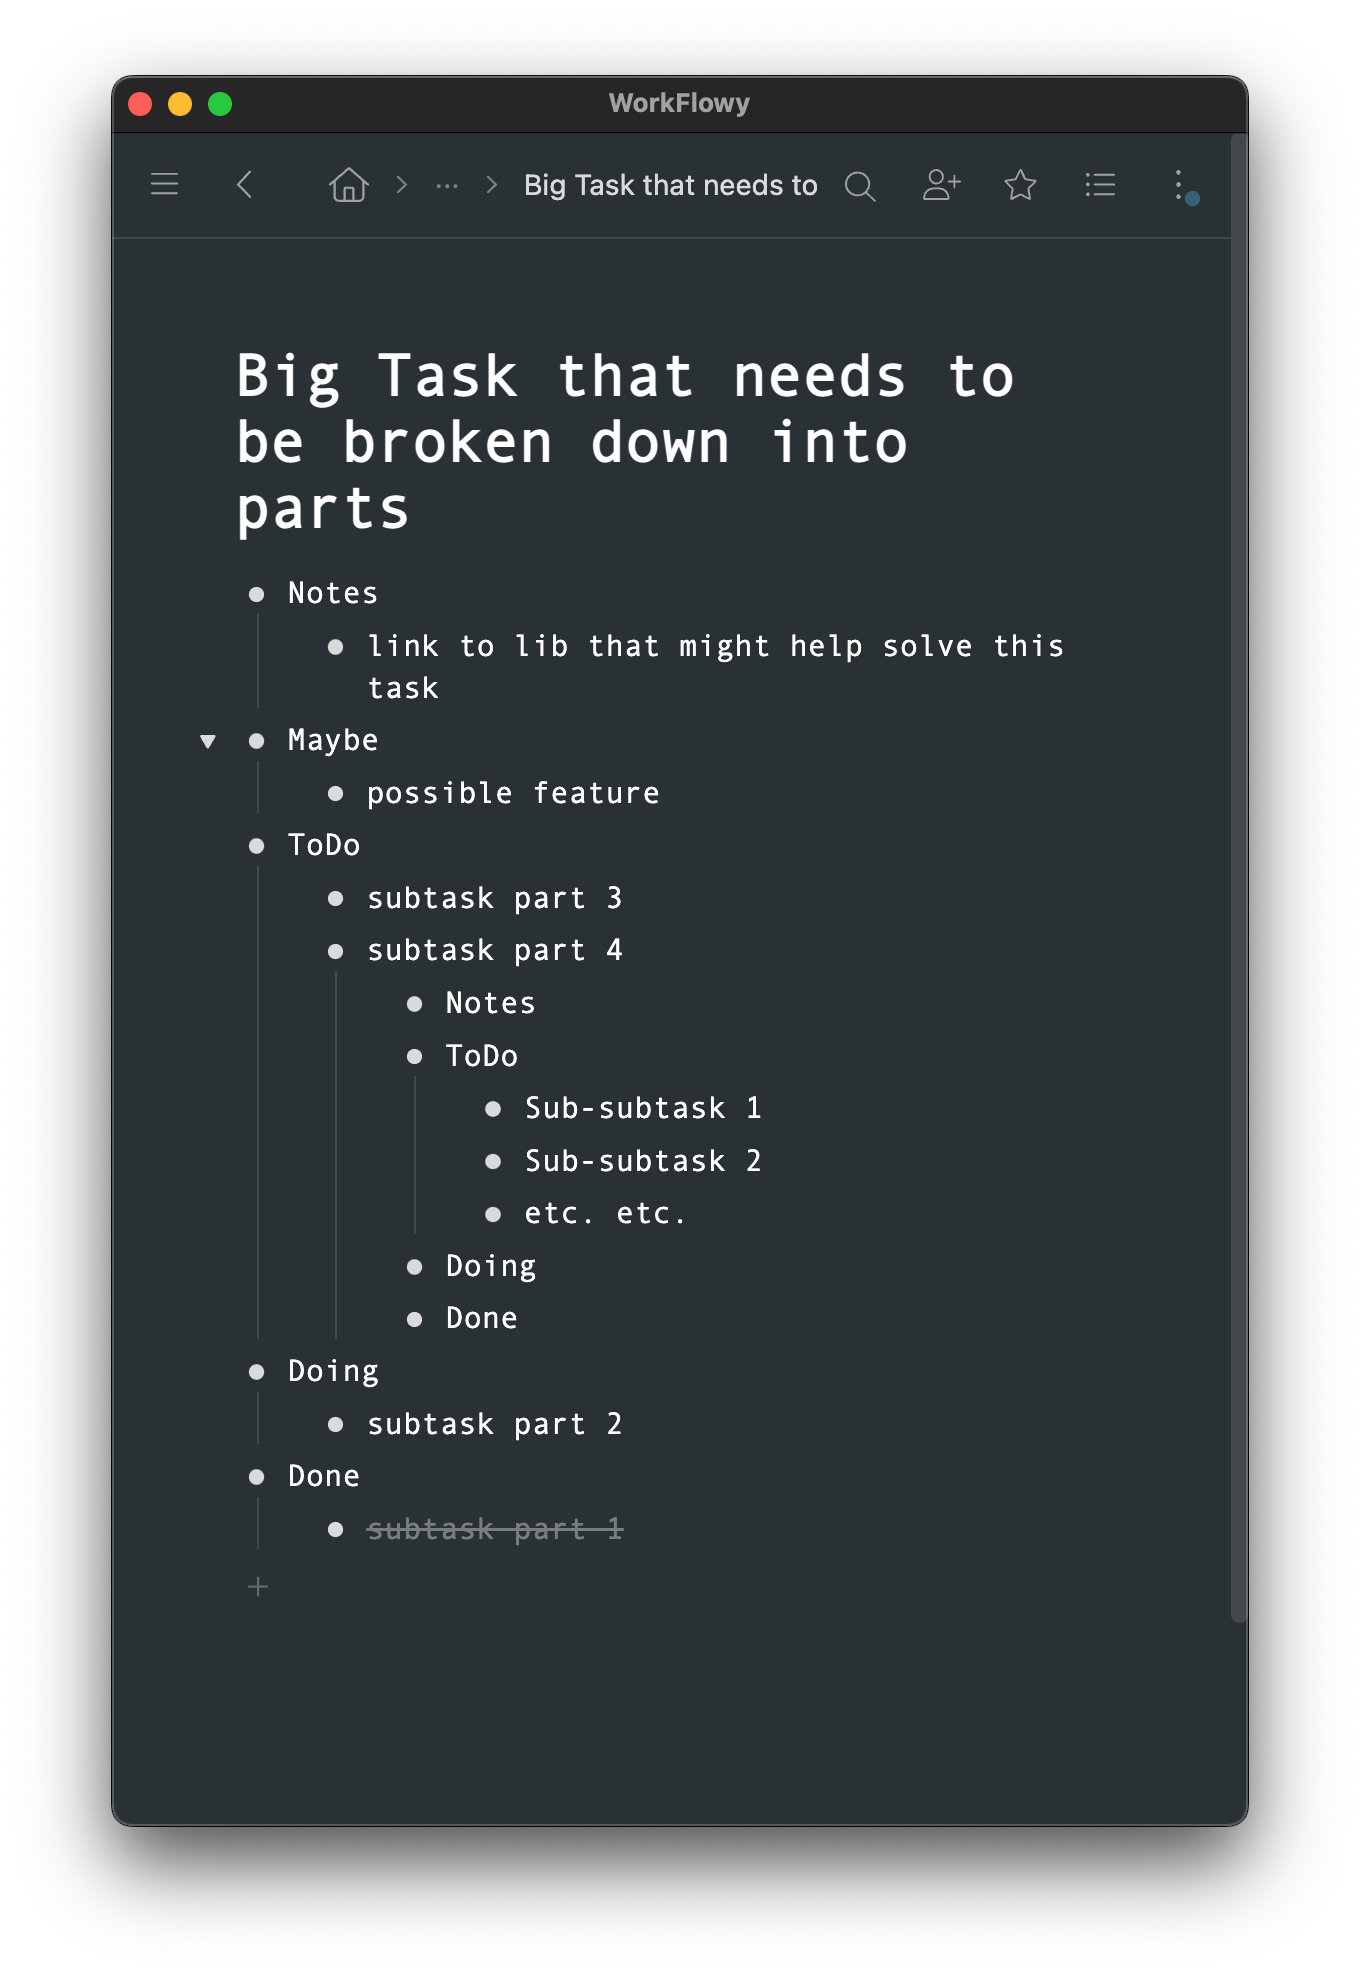 WorkFlowy
... Big Task that needs to
Big Task that needs to
be broken down into
parts
Notes
link to lib that might help solve this
task
Maybe
possible feature
ToDo
subtask part 3
subtask part 4
Notes
ToDo
Sub-subtask 1
Sub-subtask 2
etc. etc.
Doing
Done
Doing
subtask part 2
Done
subtask part 1